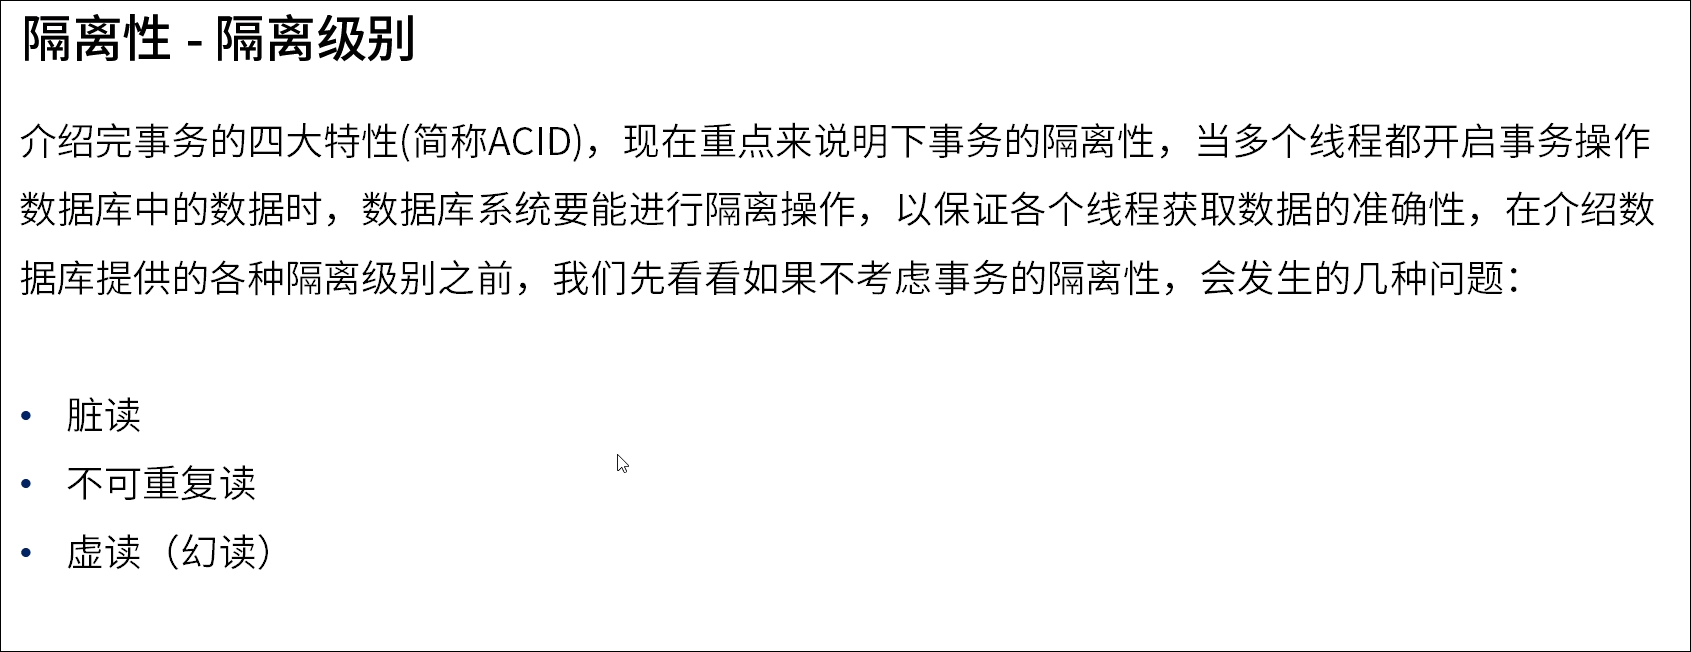 隔离性 - 隔离级别
介绍完事务的四大特性(简称ACID)，现在重点来说明下事务的隔离性，当多个线程都开启事务操作
数据库中的数据时，数据库系统要能进行隔离操作，以保证各个线程获取数据的准确性，在介绍数
据库提供的各种隔离级别之前，我们先看看如果不考虑事务的隔离性，会发生的几种问题：
• 脏读
• 不可重复读
• 虚读（幻读）